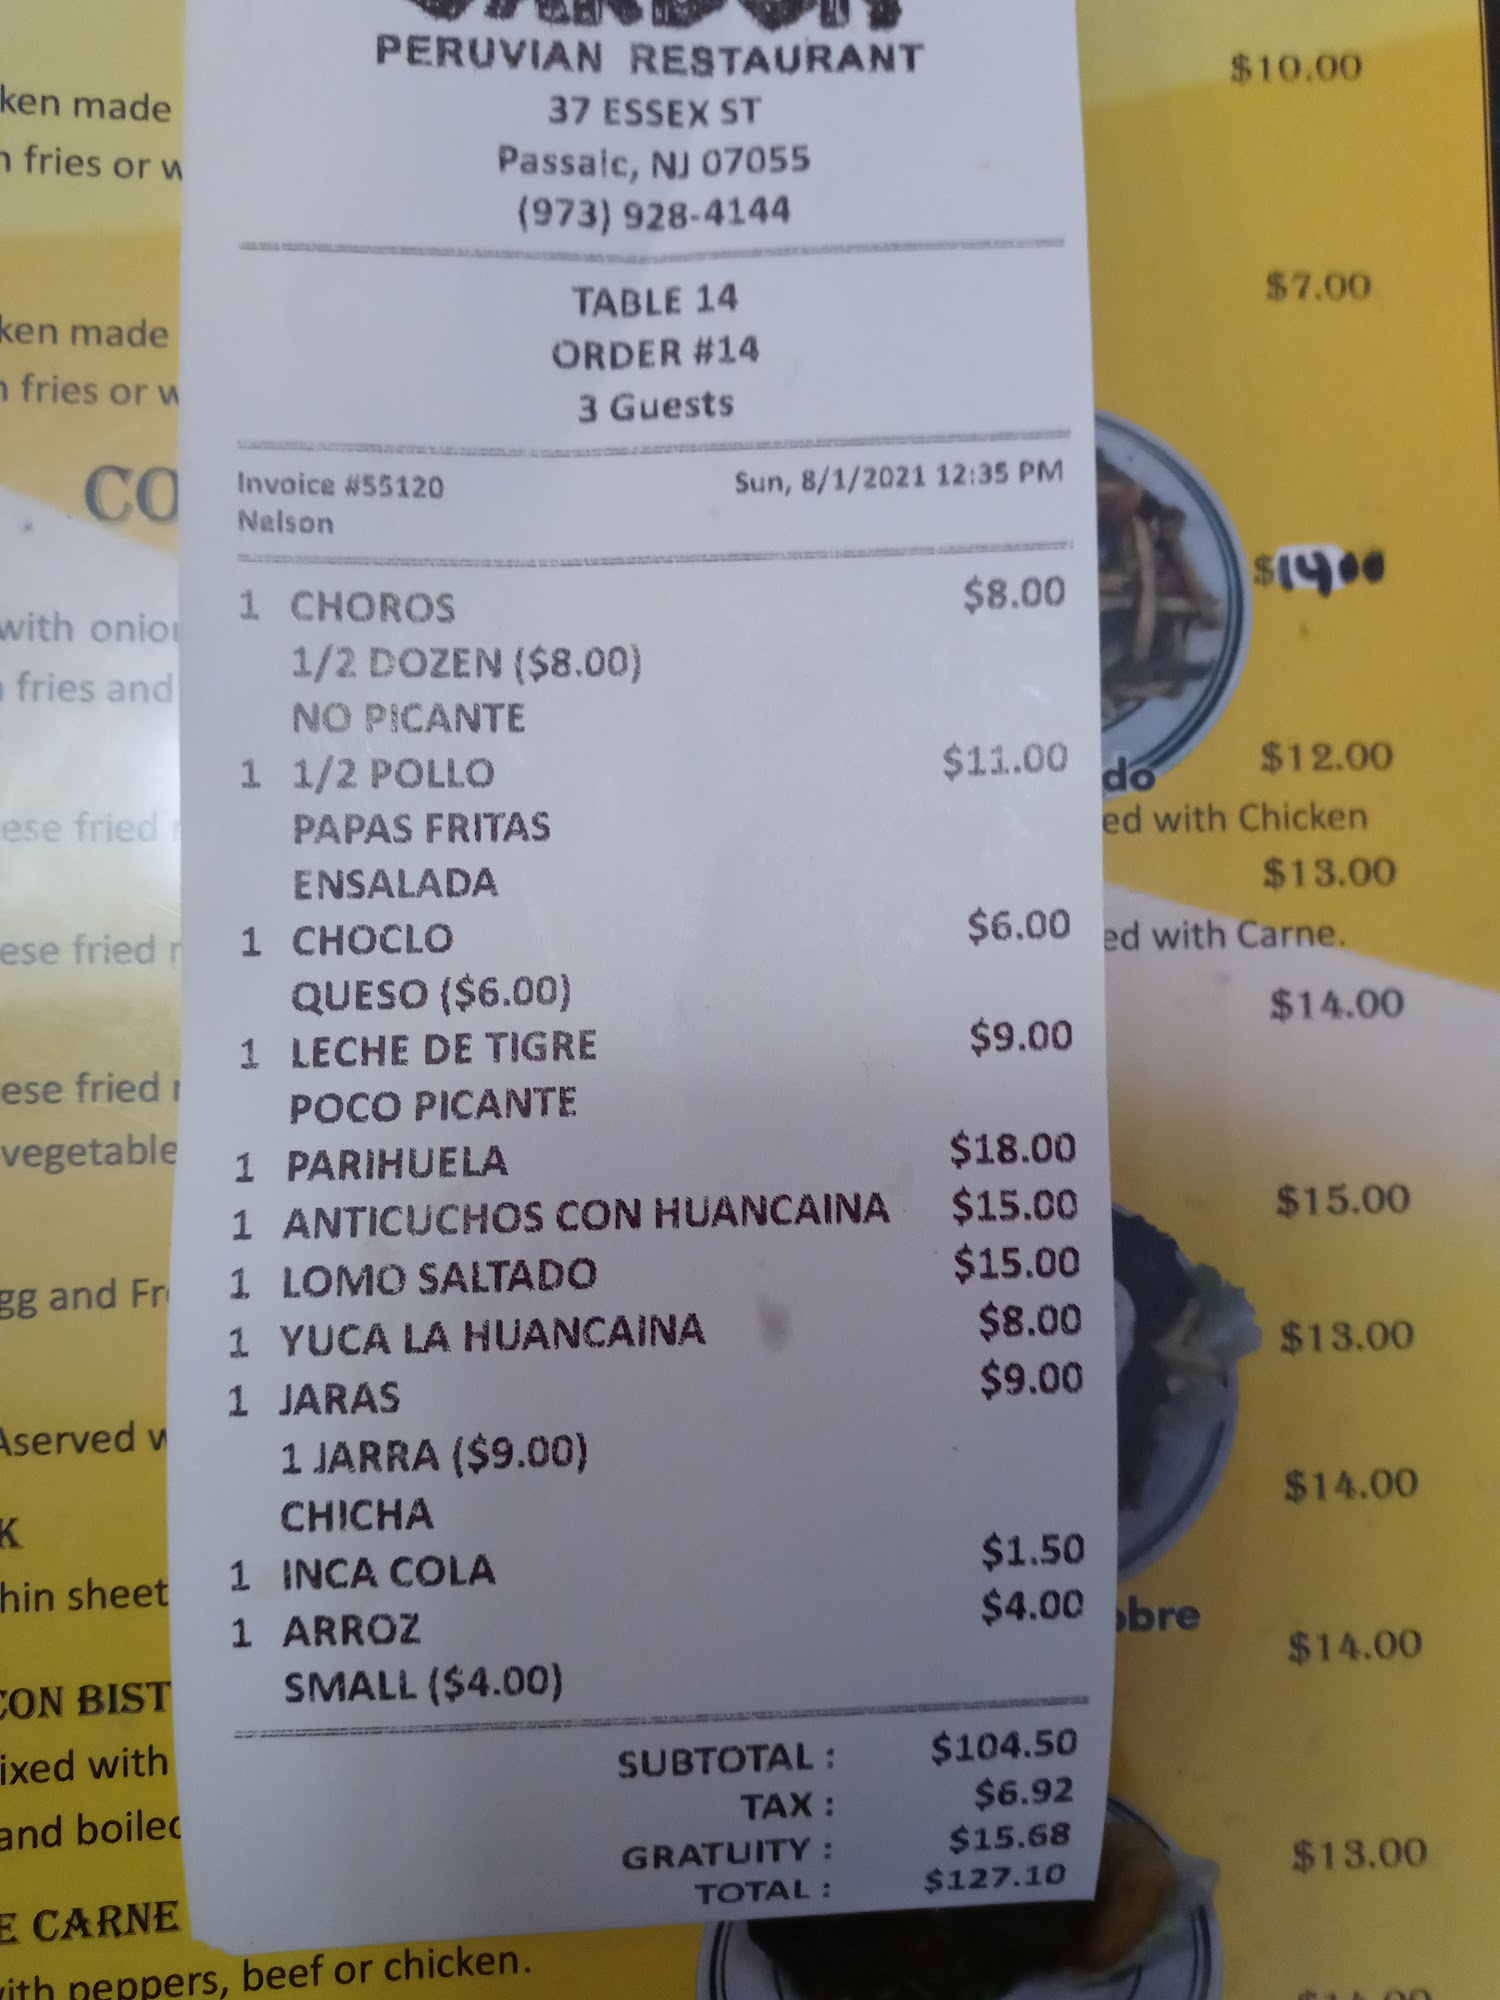 PERUVIAN RESTAURANT
37 ESSEX ST
Passaic, NJ 07055
(973) 928-4144
TABLE 14
ORDER #14
3 Guests
Invoice #55120 Sun, 8/1/2021 12:35 PM
Nelson
1 CHOROS $8.00
1/2 DOZEN ($8.00)
NO PICANTE
1 1/2 POLLO $11.00
PAPAS FRITAS
ENSALADA
1 CHOCLO $6.00
QUESO ($6.00)
1 LECHE DE TIGRE $9.00
POCO PICANTE
1 PARIHUELA $18.00
1 ANTICUCHOS CON HUANCAINA $15.00
1 LOMO SALTADO $15.00
1 YUCA LA HUANCAINA $8.00
1 JARAS $9.00
1 JARRA ($9.00)
CHICHA
1 INCA COLA $1.50
1 ARROZ $4.00
SMALL ($4.00)
SUBTOTAL : $104.50
TAX : $6.92
GRATUITY : $15.68
TOTAL : $127.10
ken made
fries or w
ken made
fries or w
CO
with onio
fries and
ese fried
ese fried r
ese fried
vegetable
gg and Fr
Aserved w
K
hin sheet
CON BIST
ixed with
and boiled
E CARNE
ith peppers, beef or chicken.
$10.00
$7.00
$14.00
do $12.00
ed with Chicken
$13.00
ed with Carne.
$14.00
$15.00
$13.00
$14.00
obre
$14.00
$13.00